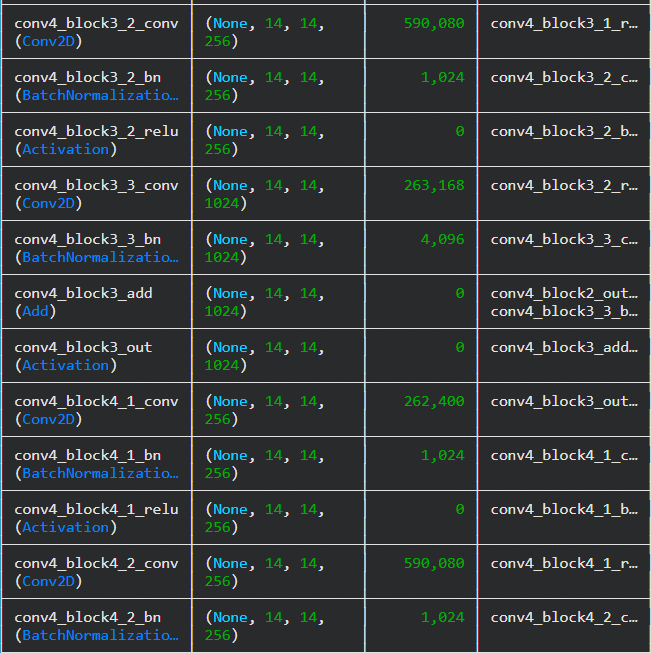 conv4_block3_2_conv (None, 14, 14, 590,080 conv4_block3_1_r…
(Conv2D) 256)
conv4_block3_2_bn (None, 14, 14, 1,024 conv4_block3_2_c…
(BatchNormalizatio… 256)
conv4_block3_2_relu (None, 14, 14, 0 conv4_block3_2_b…
(Activation) 256)
conv4_block3_3_conv (None, 14, 14, 263,168 conv4_block3_2_r…
(Conv2D) 1024)
conv4_block3_3_bn (None, 14, 14, 4,096 conv4_block3_3_c…
(BatchNormalizatio… 1024)
conv4_block3_add (None, 14, 14, 0 conv4_block2_out…
(Add) 1024) conv4_block3_3_b…
conv4_block3_out (None, 14, 14, 0 conv4_block3_add…
(Activation) 1024)
conv4_block4_1_conv (None, 14, 14, 262,400 conv4_block3_out…
(Conv2D) 256)
conv4_block4_1_bn (None, 14, 14, 1,024 conv4_block4_1_c…
(BatchNormalizatio… 256)
conv4_block4_1_relu (None, 14, 14, 0 conv4_block4_1_b…
(Activation) 256)
conv4_block4_2_conv (None, 14, 14, 590,080 conv4_block4_1_r…
(Conv2D) 256)
conv4_block4_2_bn (None, 14, 14, 1,024 conv4_block4_2_c…
(BatchNormalizatio… 256)